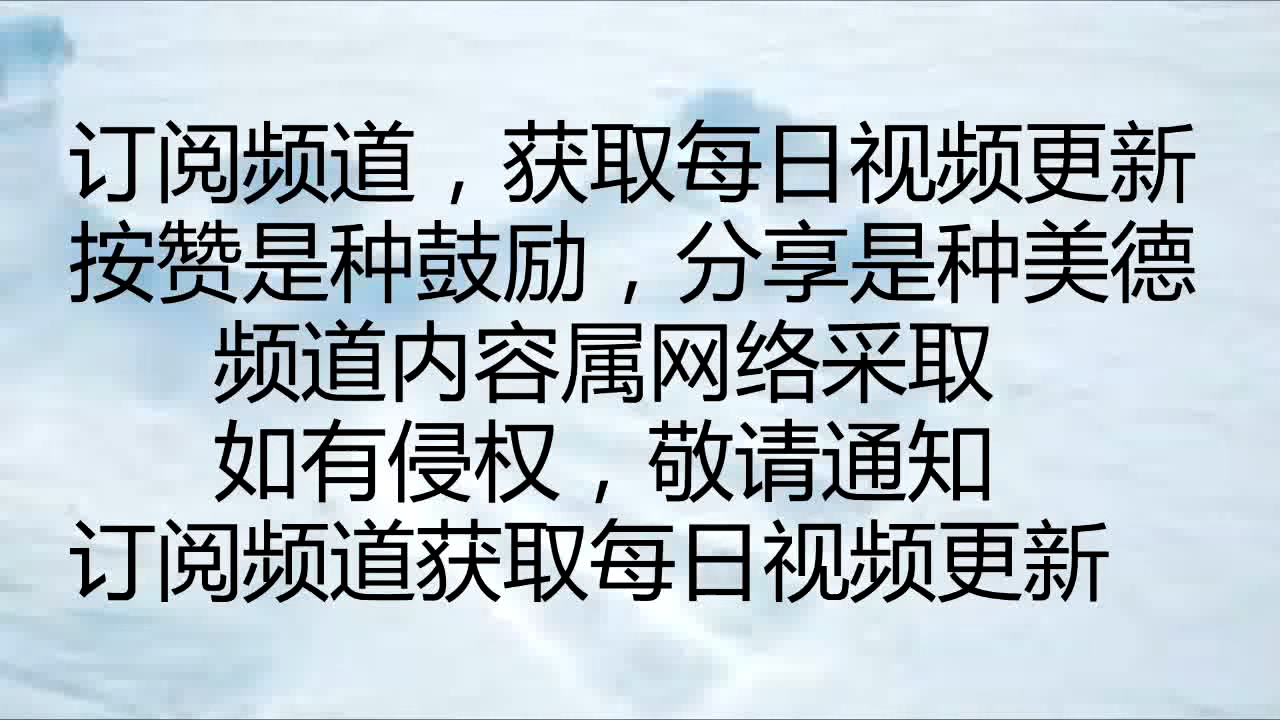 订阅频道，获取每日视频更新
按赞是种鼓励，分享是种美德
频道内容属网络采取
如有侵权，敬请通知
订阅频道获取每日视频更新